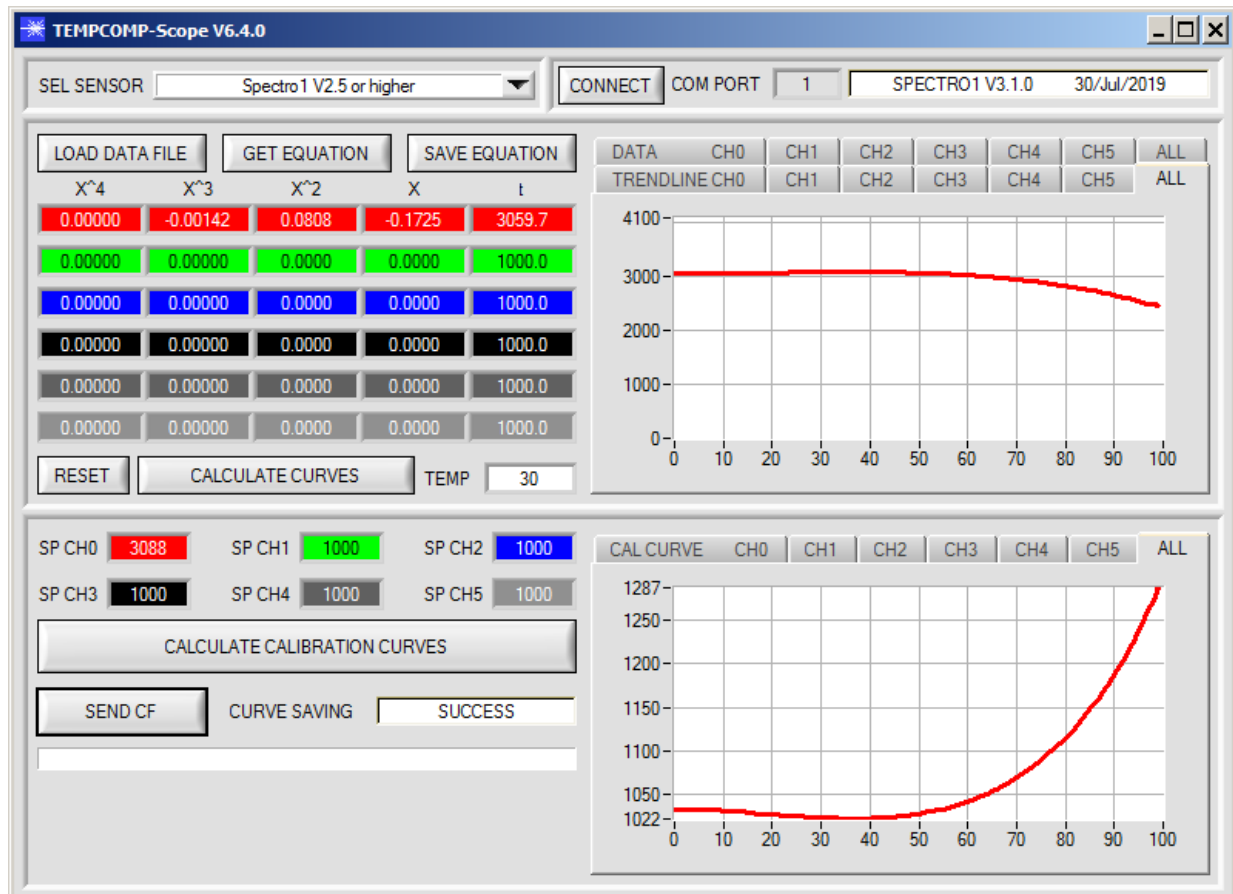 TEMPCOMP-Scope V6.4.0
SEL SENSOR Spectro1 V2.5 or higher CONNECT COM PORT 1 SPECTRO1 V3.1.0 30/Jul/2019
LOAD DATA FILE GET EQUATION SAVE EQUATION
X^4 X^3 X^2 X t
0.00000 -0.00142 0.0808 -0.1725 3059.7
0.00000 0.00000 0.0000 0.0000 1000.0
0.00000 0.00000 0.0000 0.0000 1000.0
0.00000 0.00000 0.0000 0.0000 1000.0
0.00000 0.00000 0.0000 0.0000 1000.0
0.00000 0.00000 0.0000 0.0000 1000.0
RESET CALCULATE CURVES TEMP 30
DATA CH0 CH1 CH2 CH3 CH4 CH5 ALL
TRENDLINE CH0 CH1 CH2 CH3 CH4 CH5 ALL
4100
3000
2000
1000
0
0 10 20 30 40 50 60 70 80 90 100
SP CH0 3088 SP CH1 1000 SP CH2 1000
SP CH3 1000 SP CH4 1000 SP CH5 1000
CALCULATE CALIBRATION CURVES
SEND CF CURVE SAVING SUCCESS
CAL CURVE CH0 CH1 CH2 CH3 CH4 CH5 ALL
1287
1250
1200
1150
1100
1050
1022
0 10 20 30 40 50 60 70 80 90 100